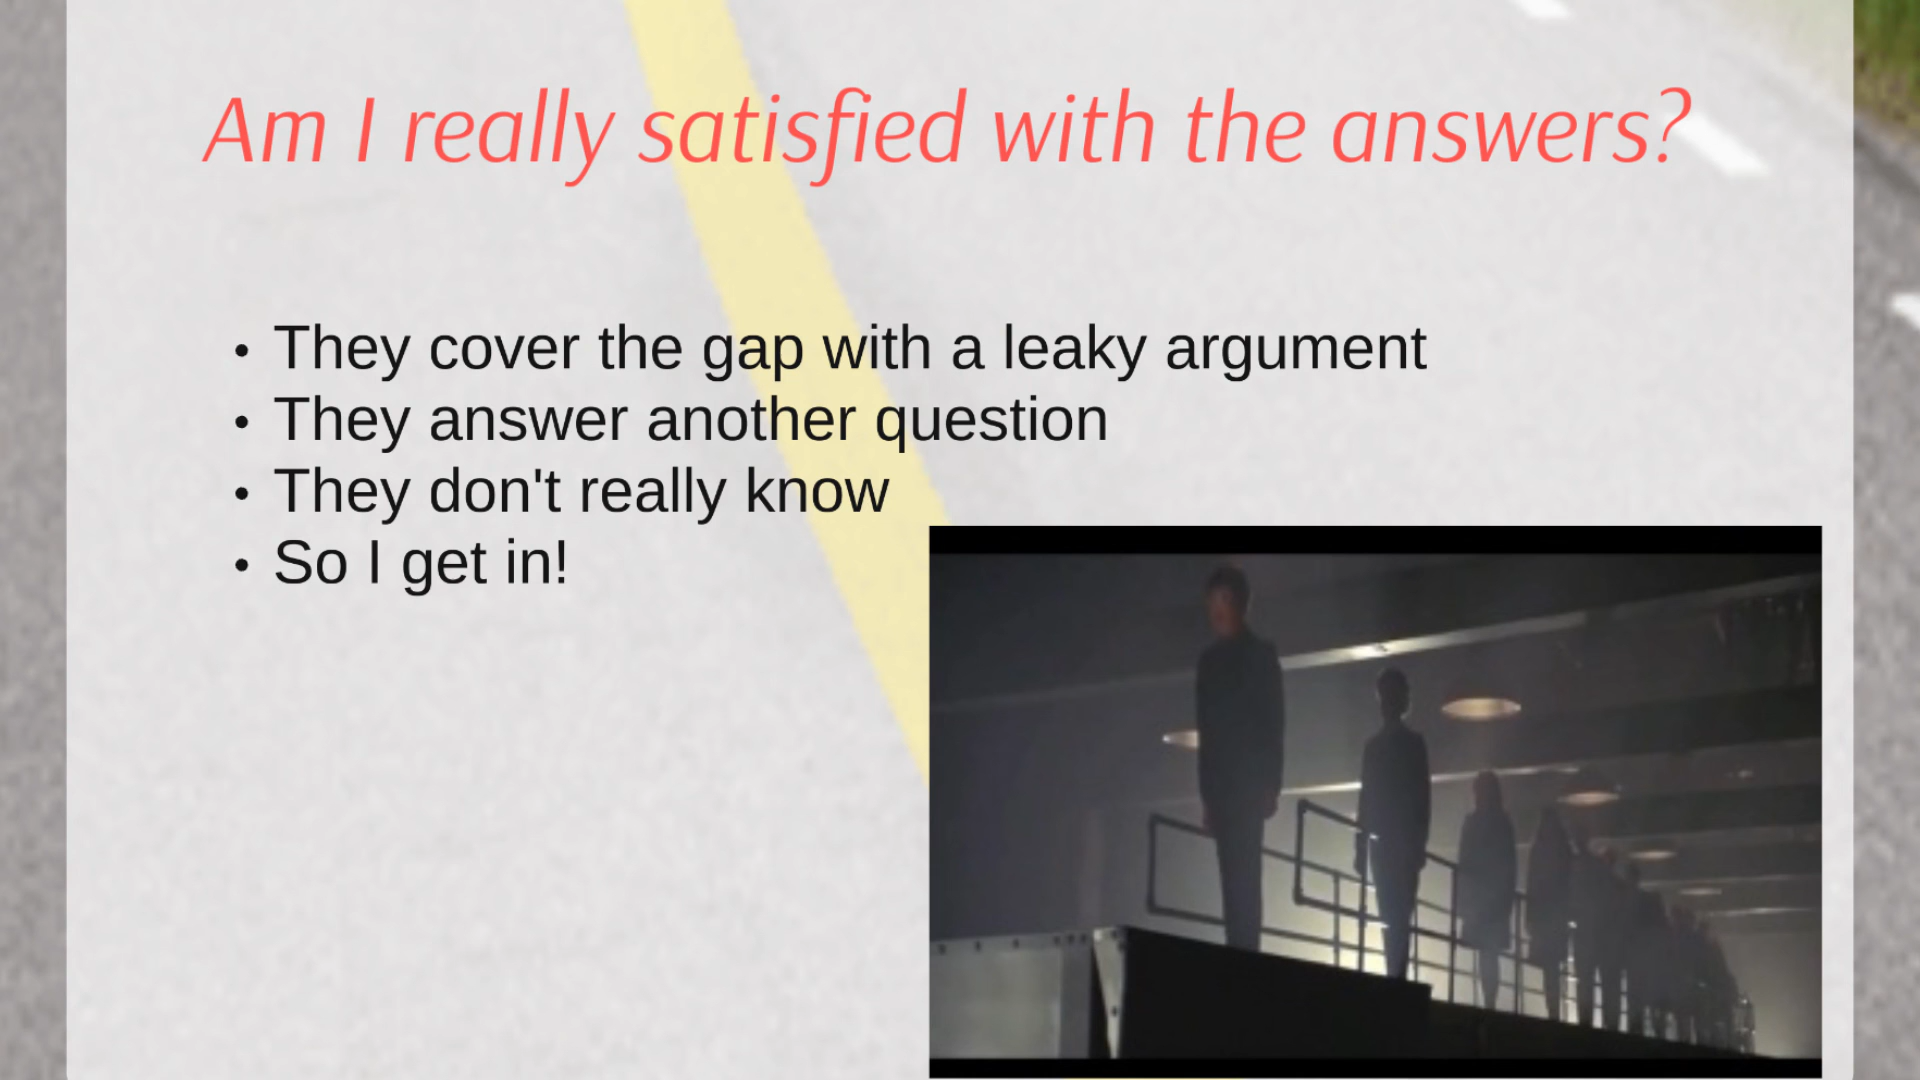 Am I really satisfied with the answers?
• They cover the gap with a leaky argument
• They answer another question
• They don't really know
• So I get in!